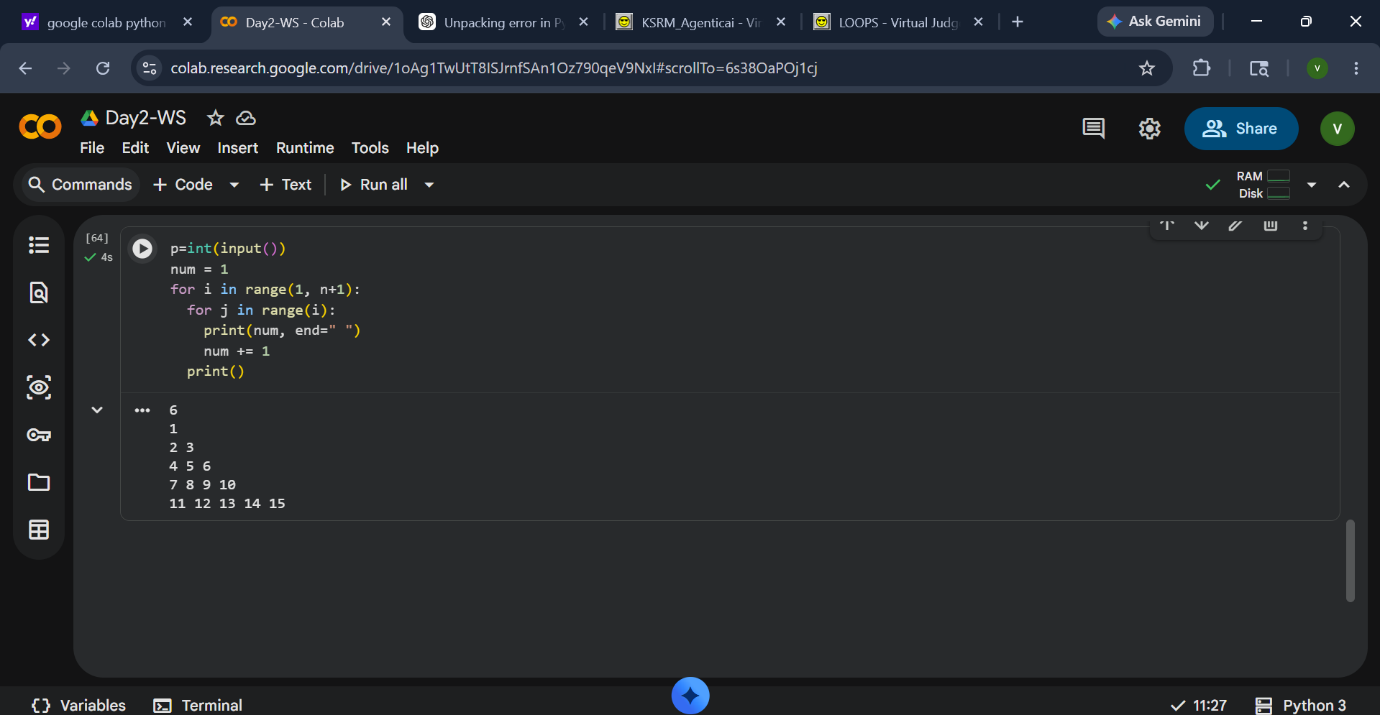 google colab python
Day2-WS - Colab
Unpacking error in Py
KSRM_Agenticai - Vir
LOOPS - Virtual Judg
Ask Gemini
colab.research.google.com/drive/1oAg1TwUtT8ISJrnfSAn1Oz790qeV9NxI#scrollTo=6s38OaPOj1cj
V
CO
Day2-WS
File Edit View Insert Runtime Tools Help
Share
V
Commands + Code + Text Run all
RAM
Disk
[64]
4s
p=int(input())
num = 1
for i in range(1, n+1):
  for j in range(i):
    print(num, end=" ")
    num += 1
  print()
6
1
2 3
4 5 6
7 8 9 10
11 12 13 14 15
Variables
Terminal
11:27
Python 3